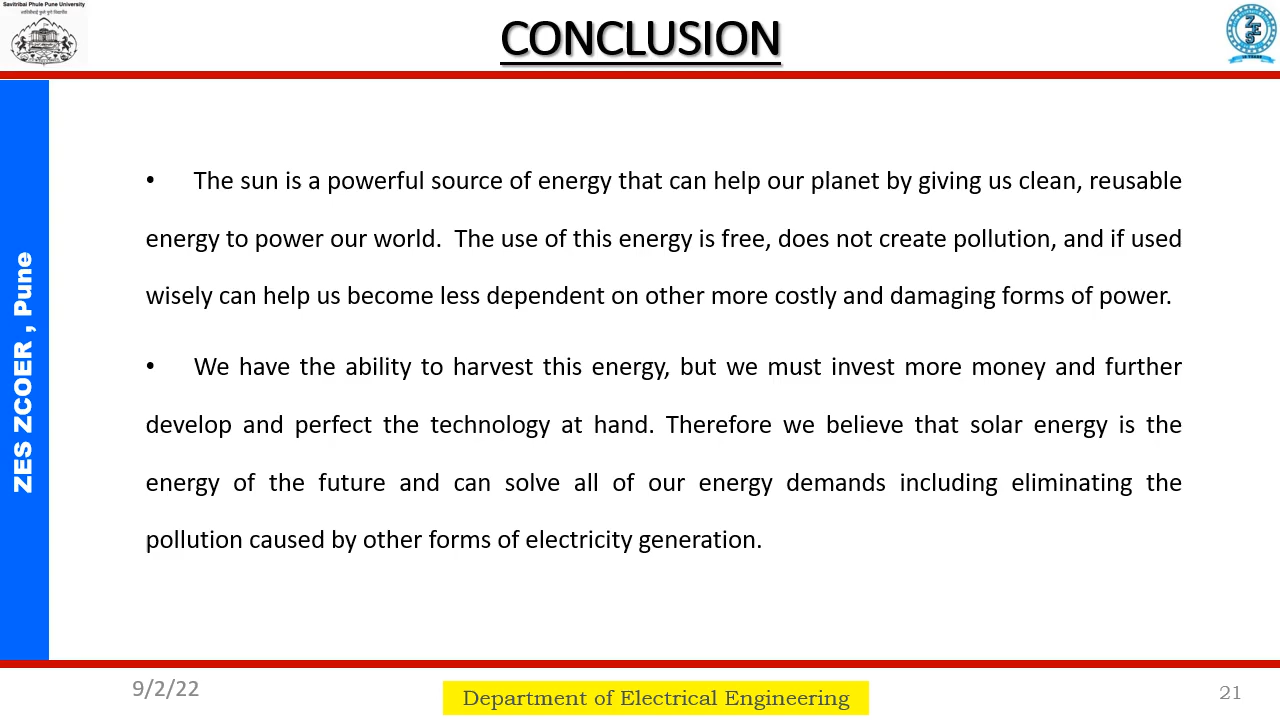 Savitribai Phule Pune University
CONCLUSION
ZES
• The sun is a powerful source of energy that can help our planet by giving us clean, reusable
energy to power our world. The use of this energy is free, does not create pollution, and if used
wisely can help us become less dependent on other more costly and damaging forms of power.
• We have the ability to harvest this energy, but we must invest more money and further
develop and perfect the technology at hand. Therefore we believe that solar energy is the
energy of the future and can solve all of our energy demands including eliminating the
pollution caused by other forms of electricity generation.
ZES ZCOER , Pune
9/2/22
Department of Electrical Engineering
21